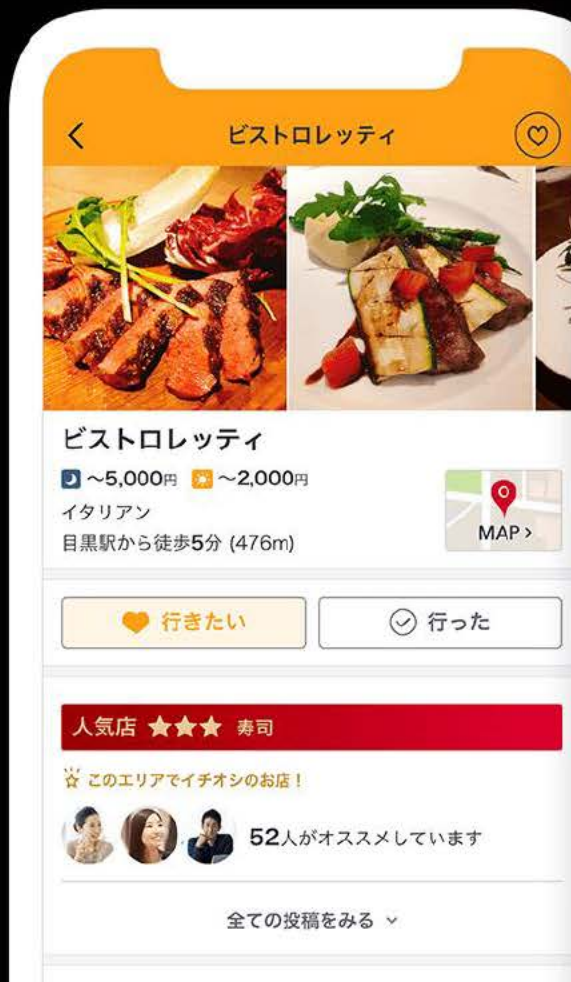 ビストロレッティ
ビストロレッティ
～5,000円 ～2,000円
イタリアン
目黒駅から徒歩5分 (476m)
MAP
行きたい
行った
人気店 ★★★ 寿司
このエリアでイチオシのお店！
52人がオススメしています
全ての投稿をみる